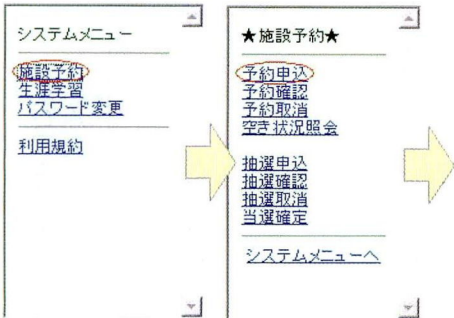 システムメニュー
施設予約
生涯学習
パスワード変更
利用規約
★施設予約★
予約申込
予約確認
予約取消
空き状況照会
抽選申込
抽選確認
抽選取消
当選確定
システムメニューへ